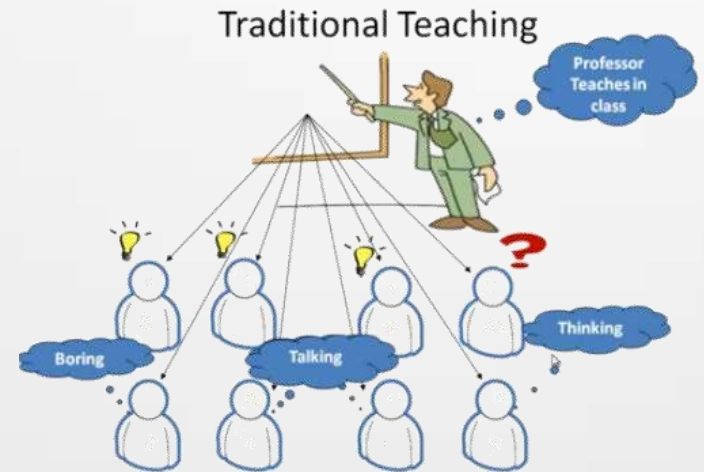 Traditional Teaching
Professor
Teaches in
class
?
Boring
Talking
Thinking